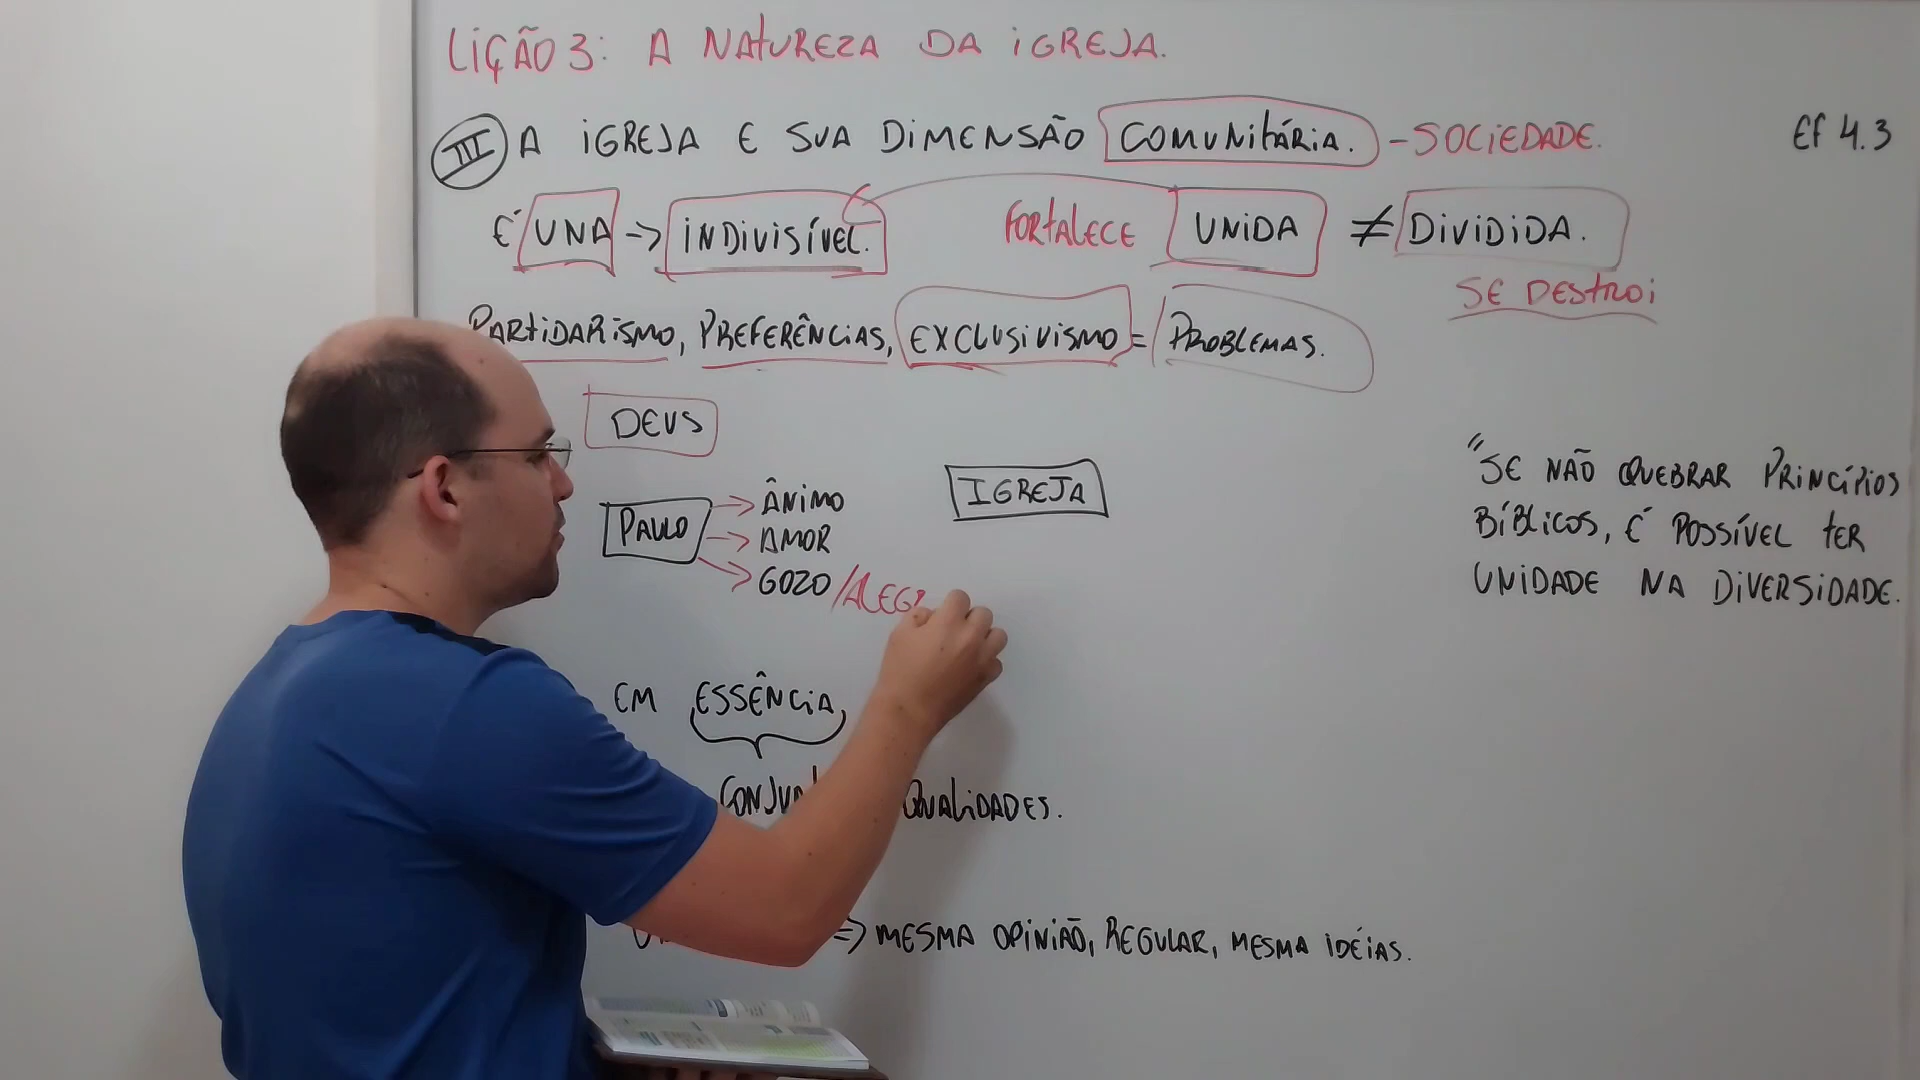 LIÇÃO 3: A NATUREZA DA IGREJA.
III A IGREJA E SUA DIMENSÃO COMUNITÁRIA. - SOCIEDADE.
Ef 4.3
É UNA -> INDIVISÍVEL.
FORTALECE UNIDA ≠ DIVIDIDA.
SE DESTROI
PARTIDARISMO, PREFERÊNCIAS, EXCLUSIVISMO = PROBLEMAS.
DEUS
PAULO
ÂNIMO
AMOR
GOZO /ALEG
IGREJA
"SE NÃO QUEBRAR PRINCÍPIOS
BÍBLICOS, É POSSÍVEL TER
UNIDADE NA DIVERSIDADE.
EM ESSÊNCIA,
QUALIDADES.
=> MESMA OPINIÃO, REGULAR, MESMA IDÉIAS.